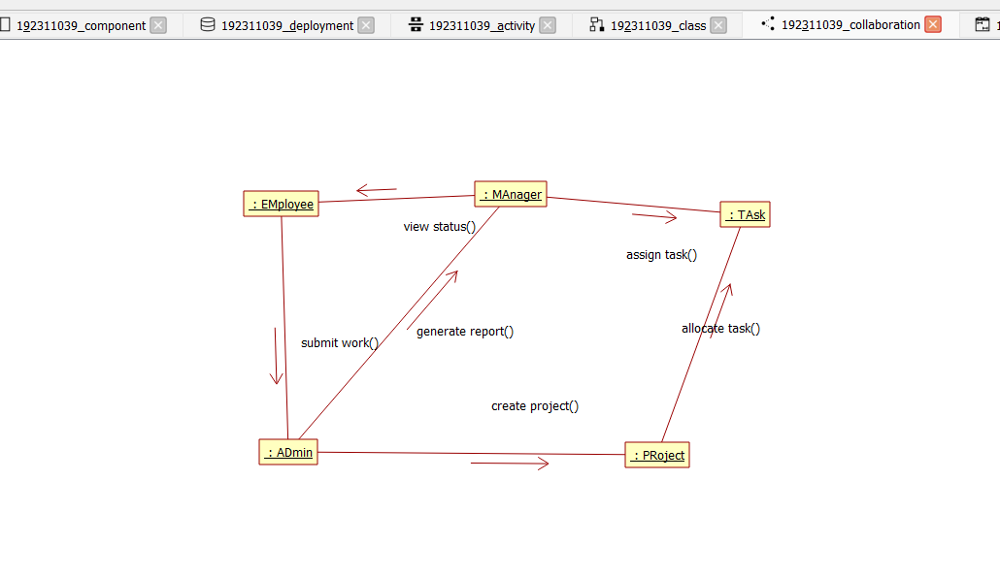 192311039_component
192311039_deployment
192311039_activity
192311039_class
192311039_collaboration
: EMployee
: MAnager
: TAsk
view status()
assign task()
submit work()
generate report()
allocate task()
create project()
: ADmin
: PRoject